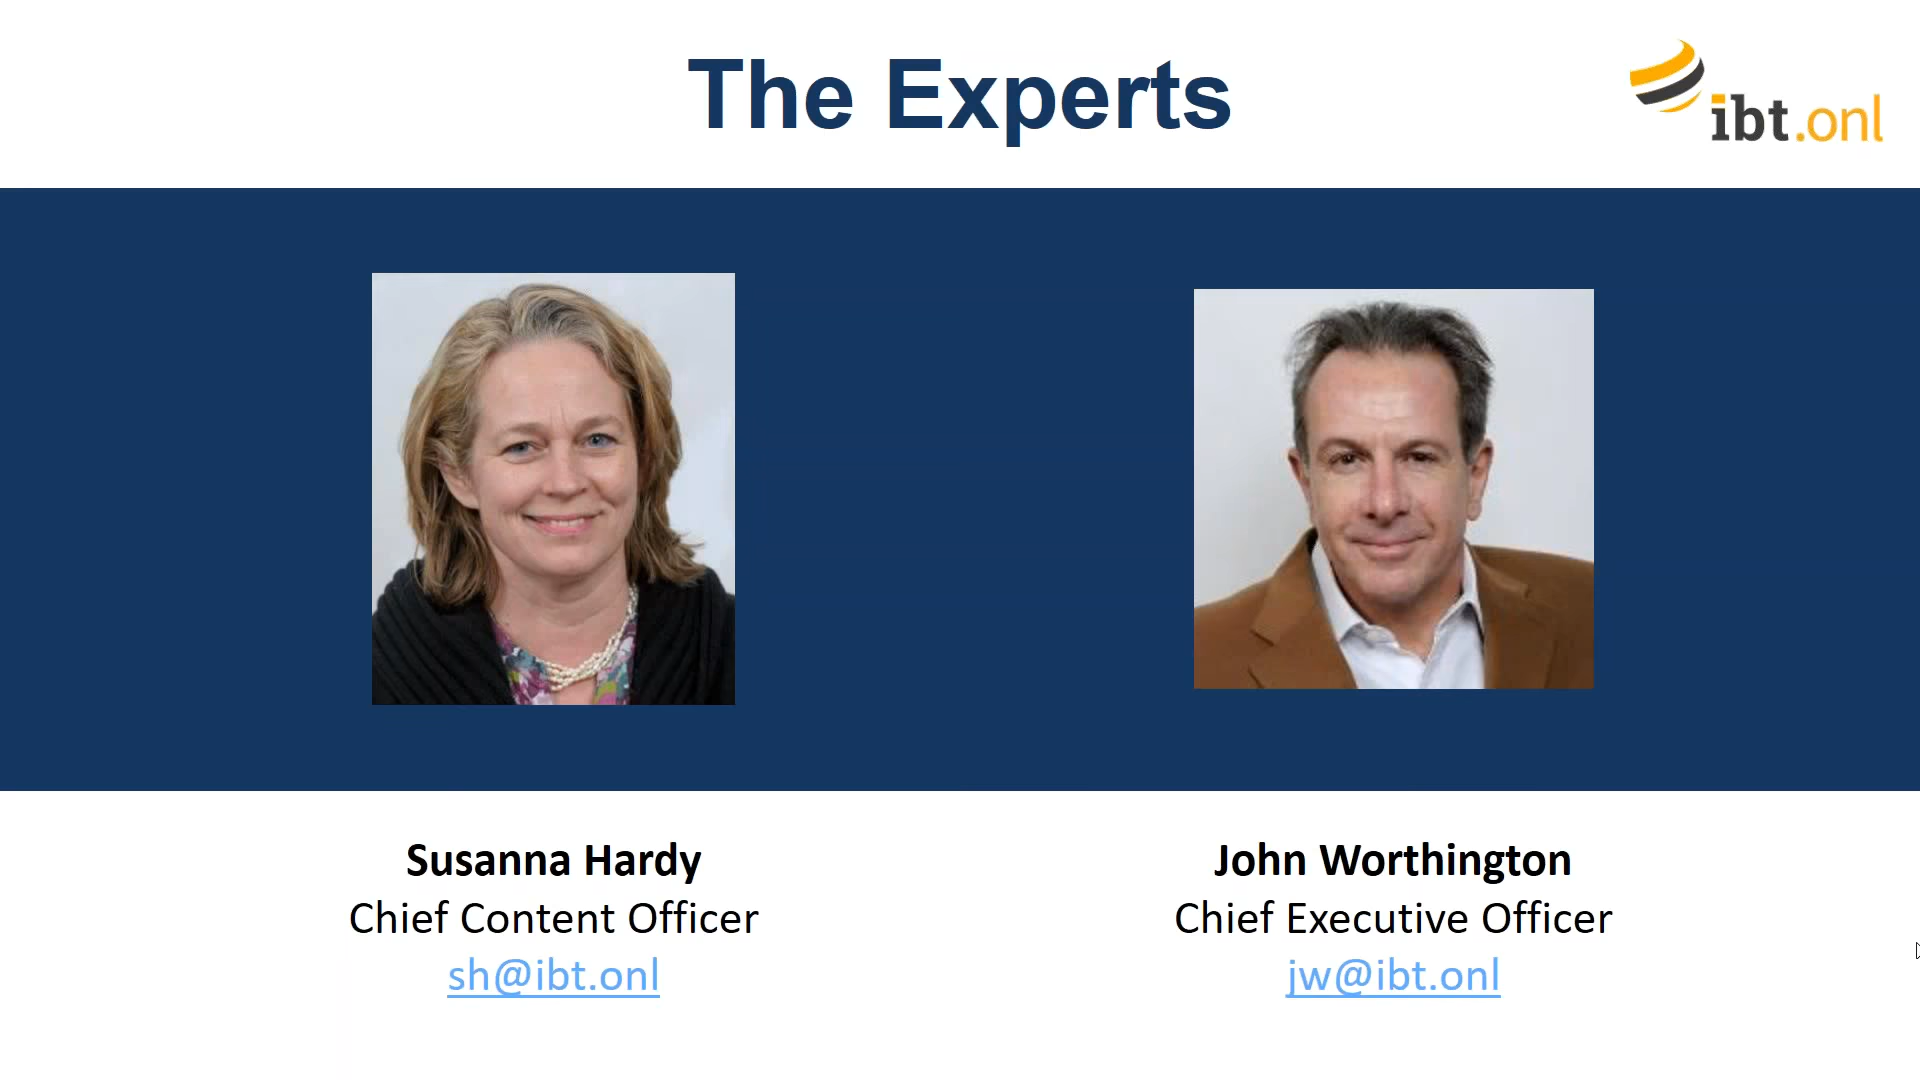 The Experts
ibt.onl
Susanna Hardy
Chief Content Officer
sh@ibt.onl
John Worthington
Chief Executive Officer
jw@ibt.onl